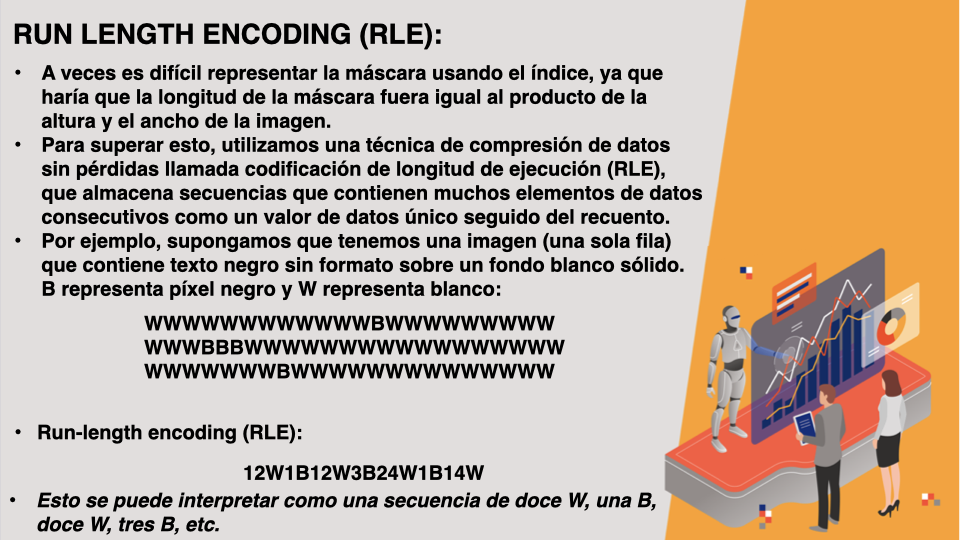 RUN LENGTH ENCODING (RLE):
• A veces es difícil representar la máscara usando el índice, ya que
haría que la longitud de la máscara fuera igual al producto de la
altura y el ancho de la imagen.
• Para superar esto, utilizamos una técnica de compresión de datos
sin pérdidas llamada codificación de longitud de ejecución (RLE),
que almacena secuencias que contienen muchos elementos de datos
consecutivos como un valor de datos único seguido del recuento.
• Por ejemplo, supongamos que tenemos una imagen (una sola fila)
que contiene texto negro sin formato sobre un fondo blanco sólido.
B representa píxel negro y W representa blanco:
WWWWWWWWWWWWBWWWWWWWWW
WWWBBBWWWWWWWWWWWWWWWWW
WWWWWWWBWWWWWWWWWWWWWW
• Run-length encoding (RLE):
12W1B12W3B24W1B14W
• Esto se puede interpretar como una secuencia de doce W, una B,
doce W, tres B, etc.